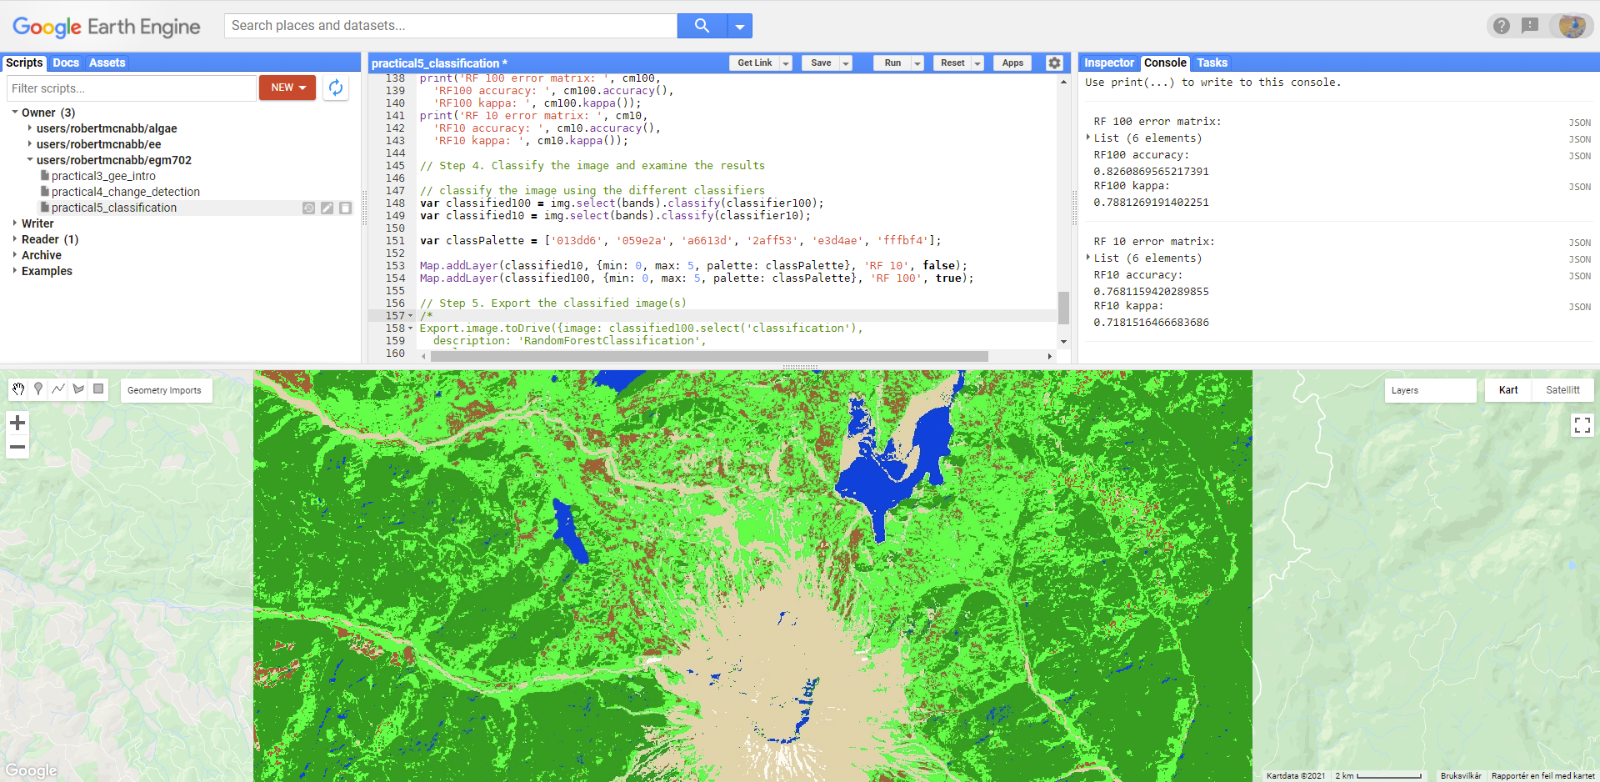 Google Earth Engine
Search places and datasets...
Scripts Docs Assets
Filter scripts...
NEW
Owner (3)
users/robertmcnabb/algae
users/robertmcnabb/ee
users/robertmcnabb/egm702
practical3_gee_intro
practical4_change_detection
practical5_classification
Writer
Reader (1)
Archive
Examples
practical5_classification *
Get Link Save Run Reset Apps
138 print('RF 100 error matrix: ', cm100,
139 'RF100 accuracy: ', cm100.accuracy(),
140 'RF100 kappa: ', cm100.kappa());
141 print('RF 10 error matrix: ', cm10,
142 'RF10 accuracy: ', cm10.accuracy(),
143 'RF10 kappa: ', cm10.kappa());
144
145 // Step 4. Classify the image and examine the results
146
147 // classify the image using the different classifiers
148 var classified100 = img.select(bands).classify(classifier100);
149 var classified10 = img.select(bands).classify(classifier10);
150
151 var classPalette = ['013dd6', '059e2a', 'a6613d', '2aff53', 'e3d4ae', 'fffbf4'];
152
153 Map.addLayer(classified10, {min: 0, max: 5, palette: classPalette}, 'RF 10', false);
154 Map.addLayer(classified100, {min: 0, max: 5, palette: classPalette}, 'RF 100', true);
155
156 // Step 5. Export the classified image(s)
157 /*
158 Export.image.toDrive({image: classified100.select('classification'),
159 description: 'RandomForestClassification',
160
Inspector Console Tasks
Use print(...) to write to this console.
RF 100 error matrix: JSON
List (6 elements) JSON
RF100 accuracy: JSON
0.8260869565217391
RF100 kappa: JSON
0.7881269191402251
RF 10 error matrix: JSON
List (6 elements) JSON
RF10 accuracy: JSON
0.7681159420289855
RF10 kappa: JSON
0.7181516466683686
Geometry Imports
Layers
Kart Satellitt
Google
Kartdata ©2021 2 km Bruksvilkår Rapportér en feil med kartet